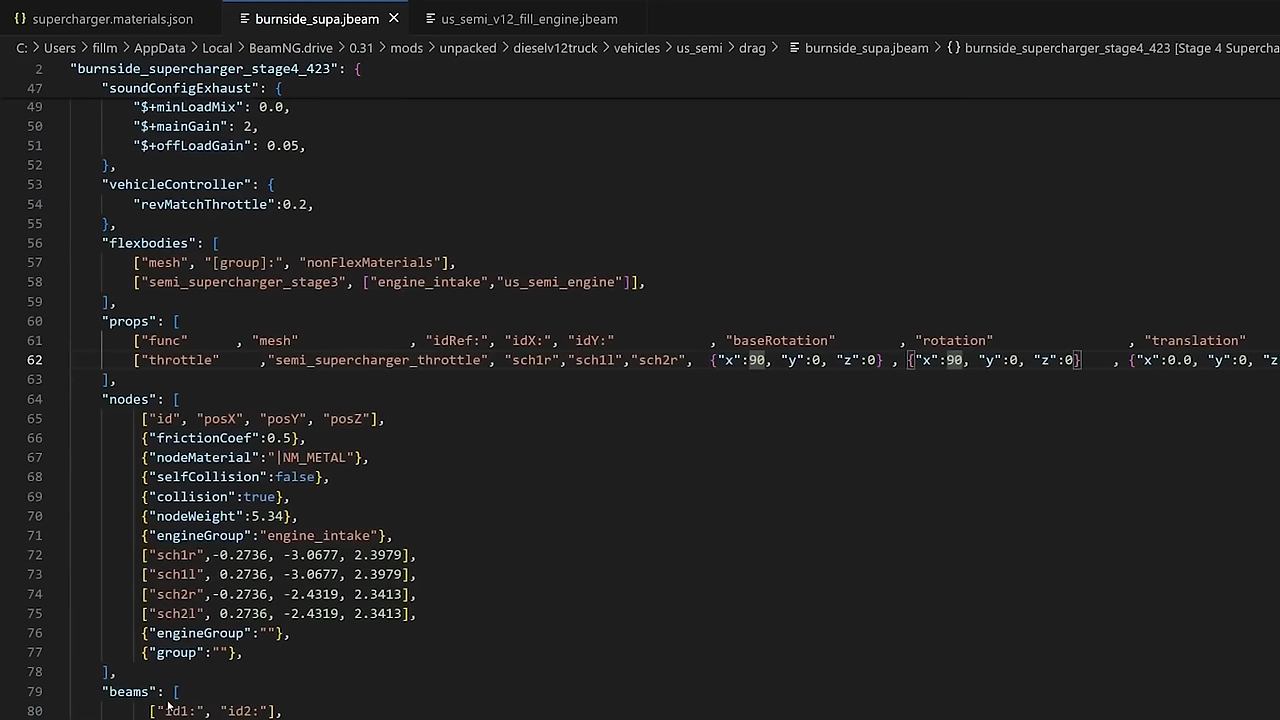 {} supercharger.materials.json burnside_supa.jbeam × us_semi_v12_fill_engine.jbeam
C: > Users > fillm > AppData > Local > BeamNG.drive > 0.31 > mods > unpacked > dieselv12truck > vehicles > us_semi > drag > burnside_supa.jbeam > {} burnside_supercharger_stage4_423 [Stage 4 Supercha
2 "burnside_supercharger_stage4_423": {
47 "soundConfigExhaust": {
49 "$+minLoadMix": 0.0,
50 "$+mainGain": 2,
51 "$+offLoadGain": 0.05,
52 },
53 "vehicleController": {
54 "revMatchThrottle":0.2,
55 },
56 "flexbodies": [
57 ["mesh", "[group]:", "nonFlexMaterials"],
58 ["semi_supercharger_stage3", ["engine_intake","us_semi_engine"]],
59 ],
60 "props": [
61 ["func" , "mesh" , "idRef:", "idX:", "idY:" , "baseRotation" , "rotation" , "translation"
62 ["throttle" ,"semi_supercharger_throttle", "sch1r","sch1l","sch2r", {"x":90, "y":0, "z":0} , {"x":90, "y":0, "z":0} , {"x":0.0, "y":0, "z
63 ],
64 "nodes": [
65 ["id", "posX", "posY", "posZ"],
66 {"frictionCoef":0.5},
67 {"nodeMaterial":"|NM_METAL"},
68 {"selfCollision":false},
69 {"collision":true},
70 {"nodeWeight":5.34},
71 {"engineGroup":"engine_intake"},
72 ["sch1r",-0.2736, -3.0677, 2.3979],
73 ["sch1l", 0.2736, -3.0677, 2.3979],
74 ["sch2r",-0.2736, -2.4319, 2.3413],
75 ["sch2l", 0.2736, -2.4319, 2.3413],
76 {"engineGroup":""},
77 {"group":""},
78 ],
79 "beams": [
80 ["id1:", "id2:"],